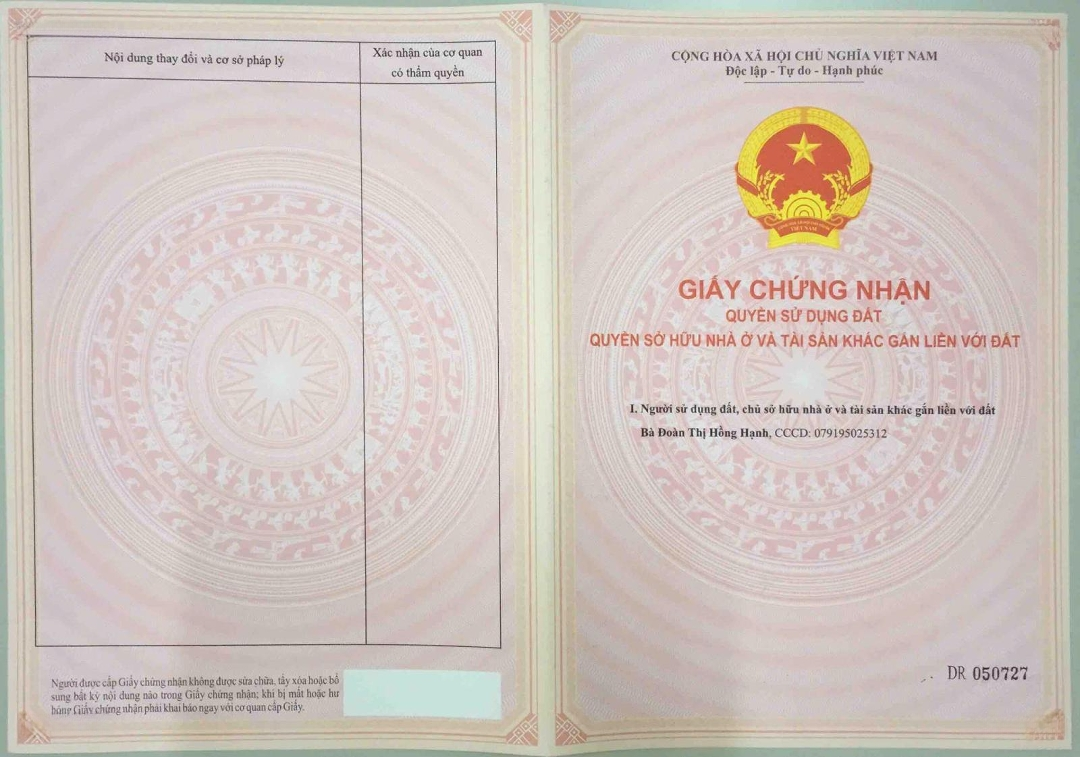 Nội dung thay đổi và cơ sở pháp lý
Xác nhận của cơ quan
có thẩm quyền
Người được cấp Giấy chứng nhận không được sửa chữa, tẩy xóa hoặc bổ
sung bất kỳ nội dung nào trong Giấy chứng nhận; khi bị mất hoặc hư
hỏng Giấy chứng nhận phải khai báo ngay với cơ quan cấp Giấy.
CỘNG HÒA XÃ HỘI CHỦ NGHĨA VIỆT NAM
Độc lập - Tự do - Hạnh phúc
VIỆT NAM
GIẤY CHỨNG NHẬN
QUYỀN SỬ DỤNG ĐẤT
QUYỀN SỞ HỮU NHÀ Ở VÀ TÀI SẢN KHÁC GẮN LIỀN VỚI ĐẤT
I. Người sử dụng đất, chủ sở hữu nhà ở và tài sản khác gắn liền với đất
Bà Đoàn Thị Hồng Hạnh, CCCD: 079195025312
DR 050727